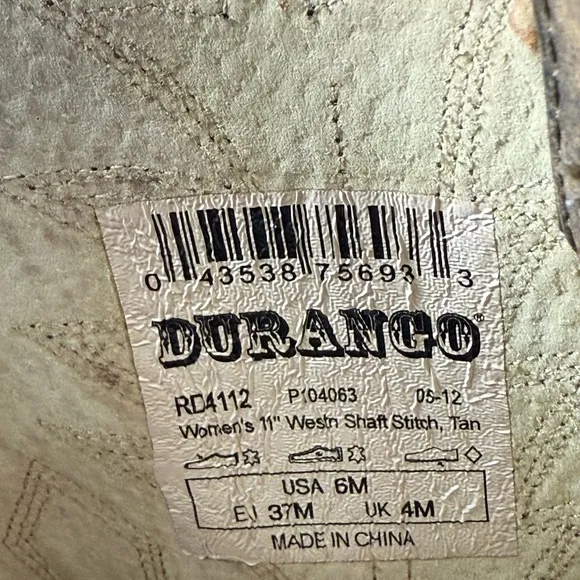 0 43538 75693 3
DURANGO®
RD4112 P104063 05-12
Women's 11" Westn Shaft Stitch, Tan
USA 6M
EU 37M UK 4M
MADE IN CHINA